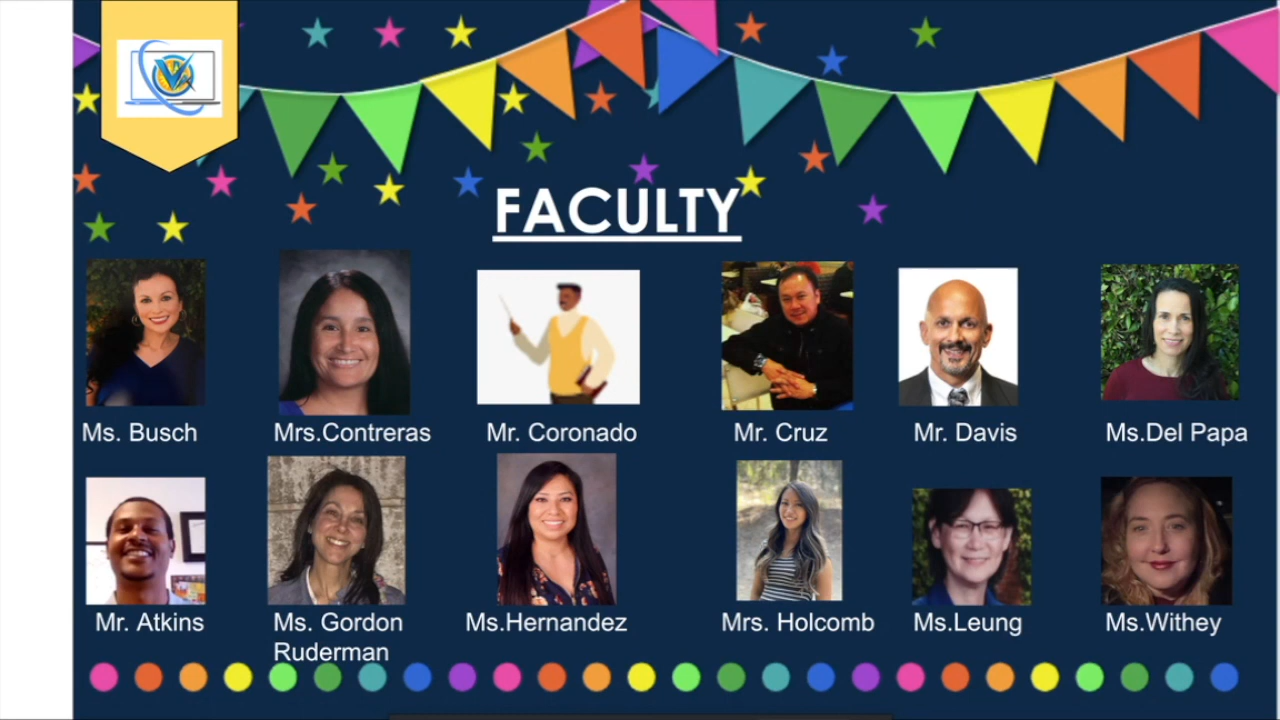 FACULTY
Ms. Busch
Mrs.Contreras
Mr. Coronado
Mr. Cruz
Mr. Davis
Ms.Del Papa
Mr. Atkins
Ms. Gordon
Ruderman
Ms.Hernandez
Mrs. Holcomb
Ms.Leung
Ms.Withey